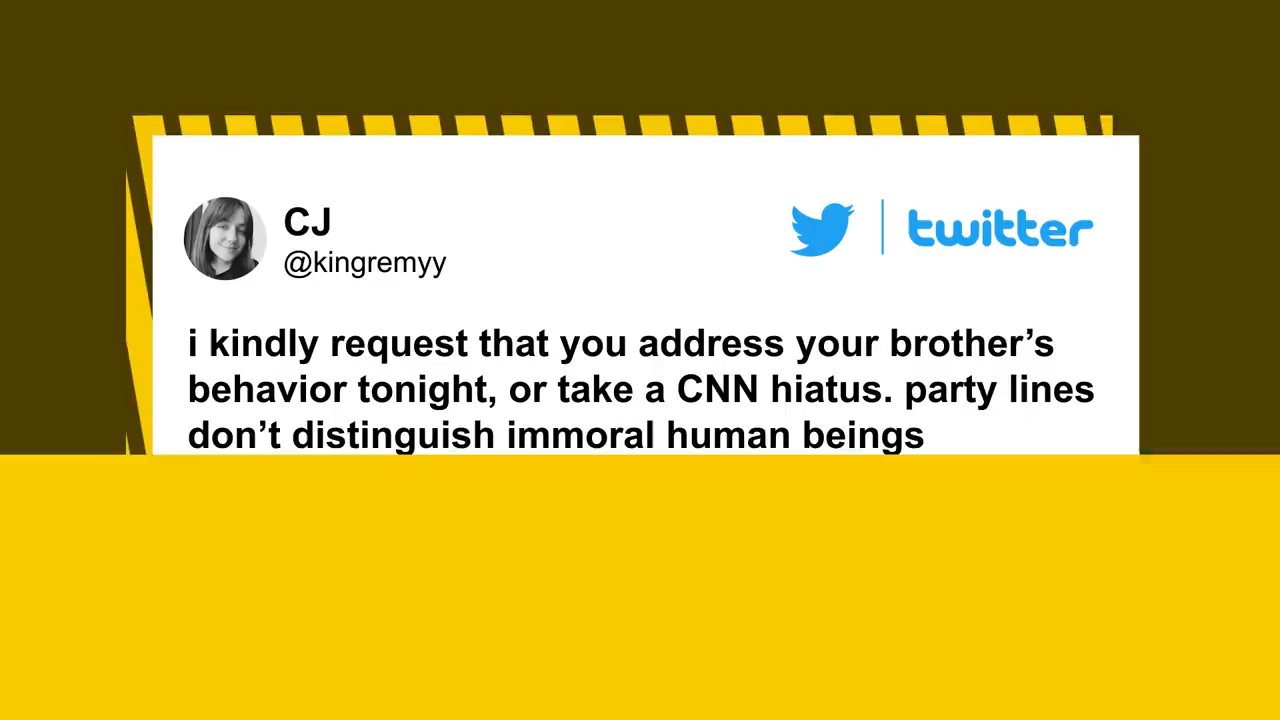 CJ
@kingremyy
twitter
i kindly request that you address your brother’s
behavior tonight, or take a CNN hiatus. party lines
don’t distinguish immoral human beings